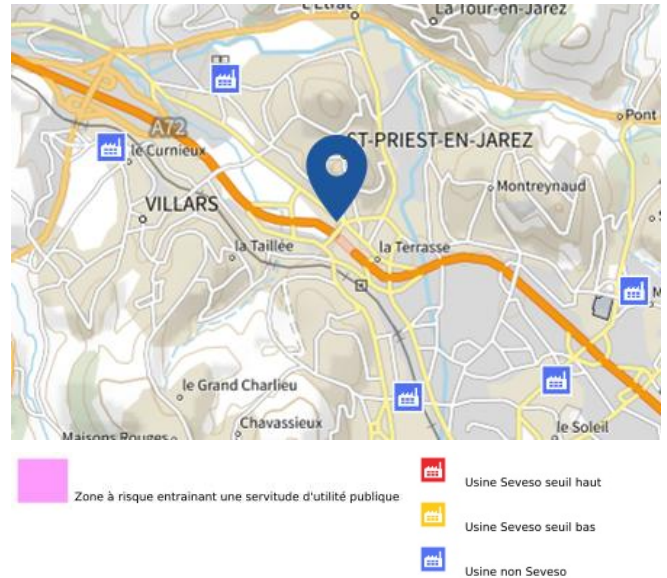 L'Etrat
La Tour-en-Jarez
A72
Pont
ST-PRIEST-EN-JAREZ
le Curnieux
Montreynaud
VILLARS
la Taillée
la Terrasse
M
le Grand Charlieu
Chavassieux
le Soleil
Maisons Rouges
Zone à risque entrainant une servitude d'utilité publique
Usine Seveso seuil haut
Usine Seveso seuil bas
Usine non Seveso